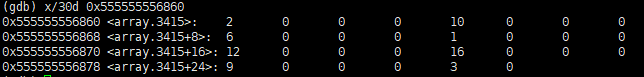 (gdb) x/30d 0x555555556860
0x555555556860 <array.3415>: 2 0 0 0 10 0 0 0
0x555555556868 <array.3415+8>: 6 0 0 0 1 0 0 0
0x555555556870 <array.3415+16>: 12 0 0 0 16 0 0 0
0x555555556878 <array.3415+24>: 9 0 0 0 3 0